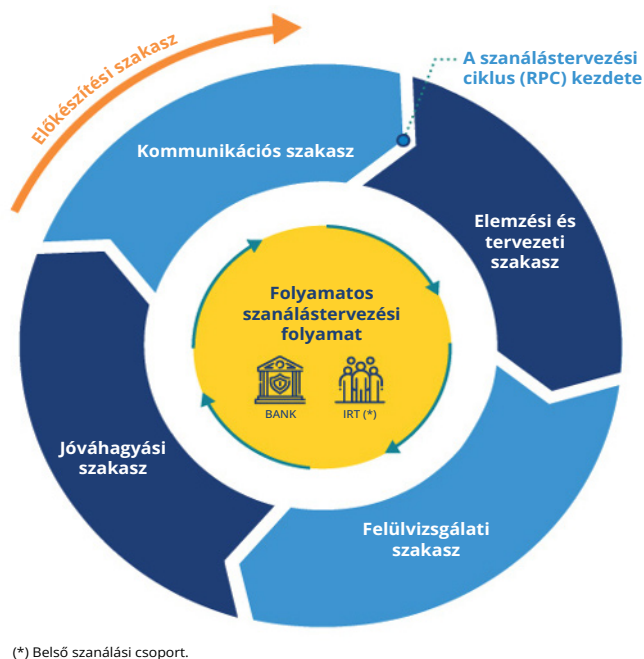 Előkészítési szakasz
A szanálástervezési
ciklus (RPC) kezdete
Kommunikációs szakasz
Elemzési és
tervezeti
szakasz
Folyamatos
szanálástervezési
folyamat
BANK
IRT (*)
Jóváhagyási
szakasz
Felülvizsgálati
szakasz
(*) Belső szanálási csoport.